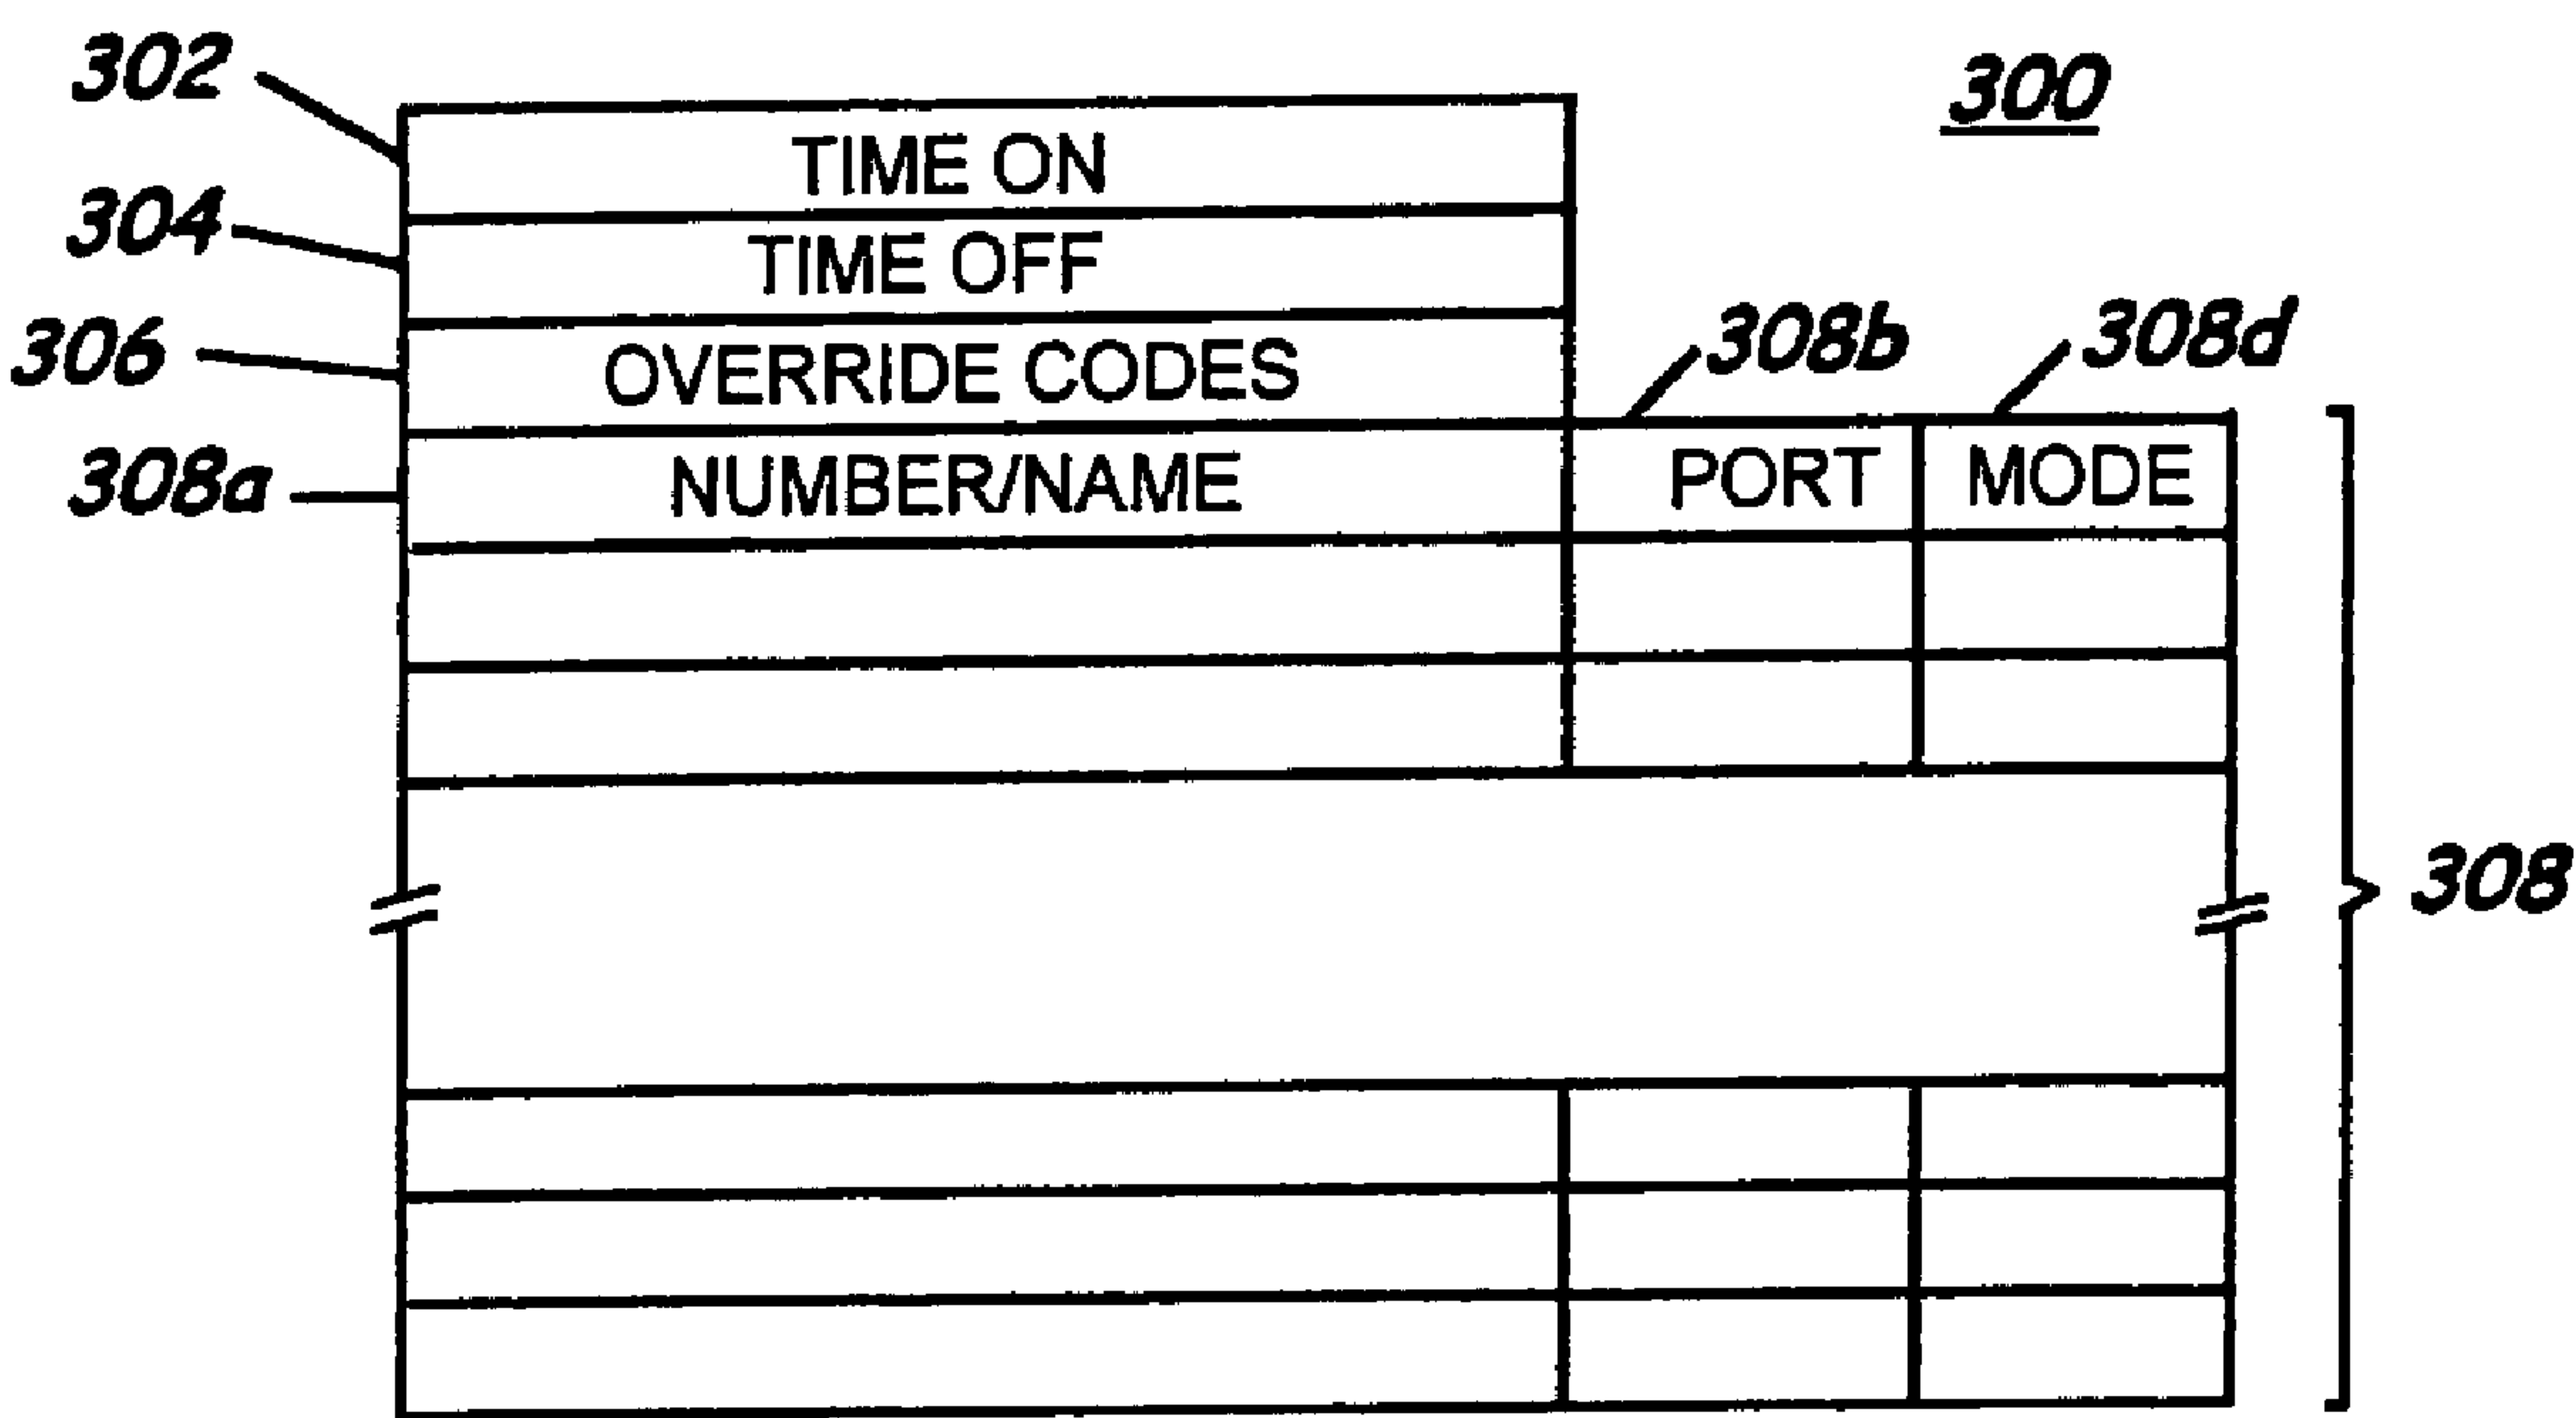 302
300
TIME ON
304
TIME OFF
306
OVERRIDE CODES
308b
308d
308a
NUMBER/NAME
PORT
MODE
308